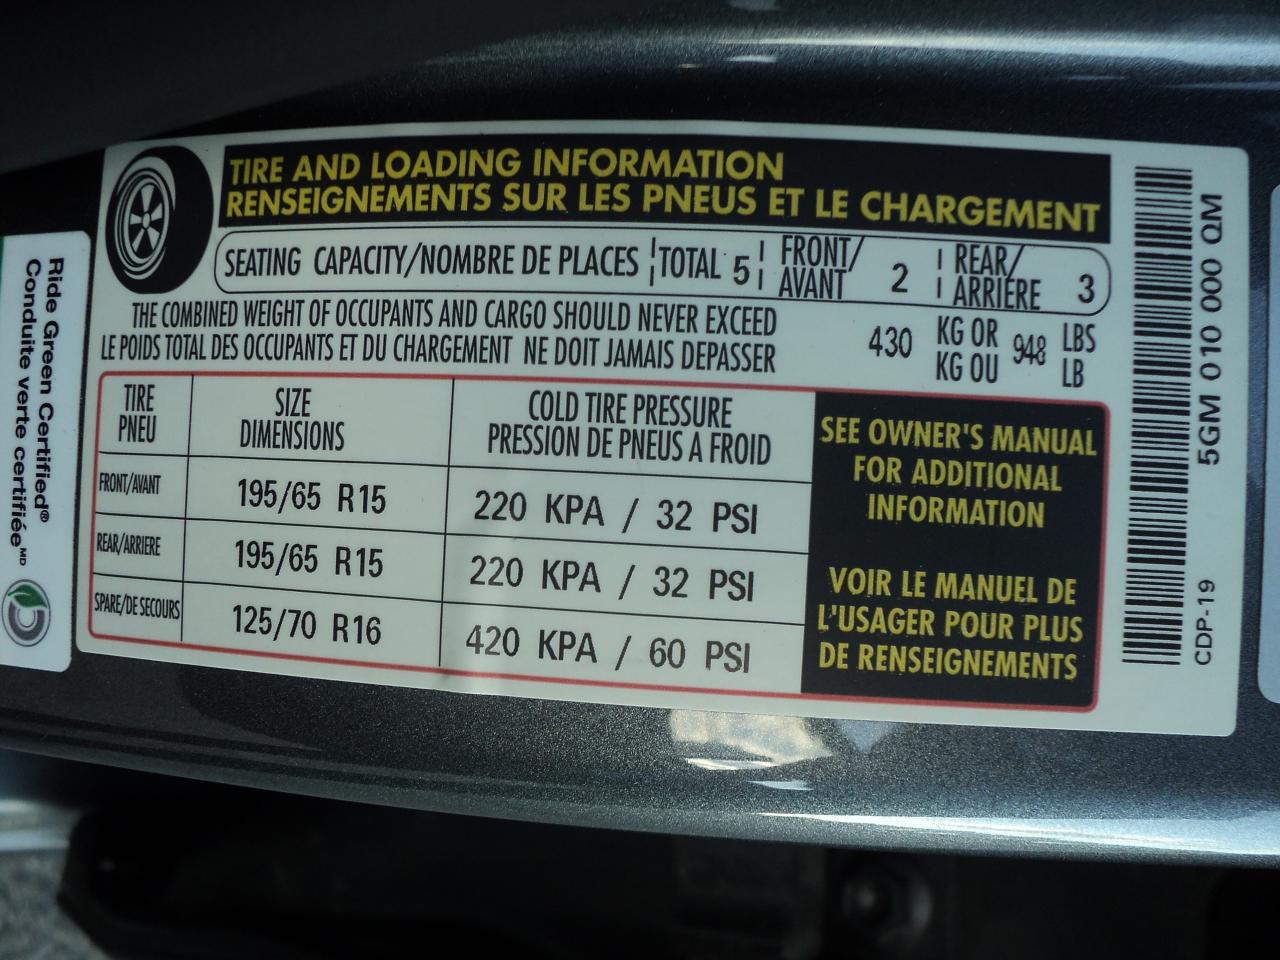 TIRE AND LOADING INFORMATION
RENSEIGNEMENTS SUR LES PNEUS ET LE CHARGEMENT
SEATING CAPACITY/NOMBRE DE PLACES TOTAL 5 FRONT/AVANT 2 REAR/ARRIÈRE 3
THE COMBINED WEIGHT OF OCCUPANTS AND CARGO SHOULD NEVER EXCEED
LE POIDS TOTAL DES OCCUPANTS ET DU CHARGEMENT NE DOIT JAMAIS DEPASSER
430 KG OR 948 LBS
KG OU LB
TIRE SIZE COLD TIRE PRESSURE
PNEU DIMENSIONS PRESSION DE PNEUS A FROID
FRONT/AVANT 195/65 R15 220 KPA / 32 PSI
REAR/ARRIERE 195/65 R15 220 KPA / 32 PSI
SPARE/DE SECOURS 125/70 R16 420 KPA / 60 PSI
SEE OWNER'S MANUAL
FOR ADDITIONAL
INFORMATION
VOIR LE MANUEL DE
L'USAGER POUR PLUS
DE RENSEIGNEMENTS
5GM 010 000 QM
CDP-19
Ride Green Certified®
Conduite verte certifiée MD